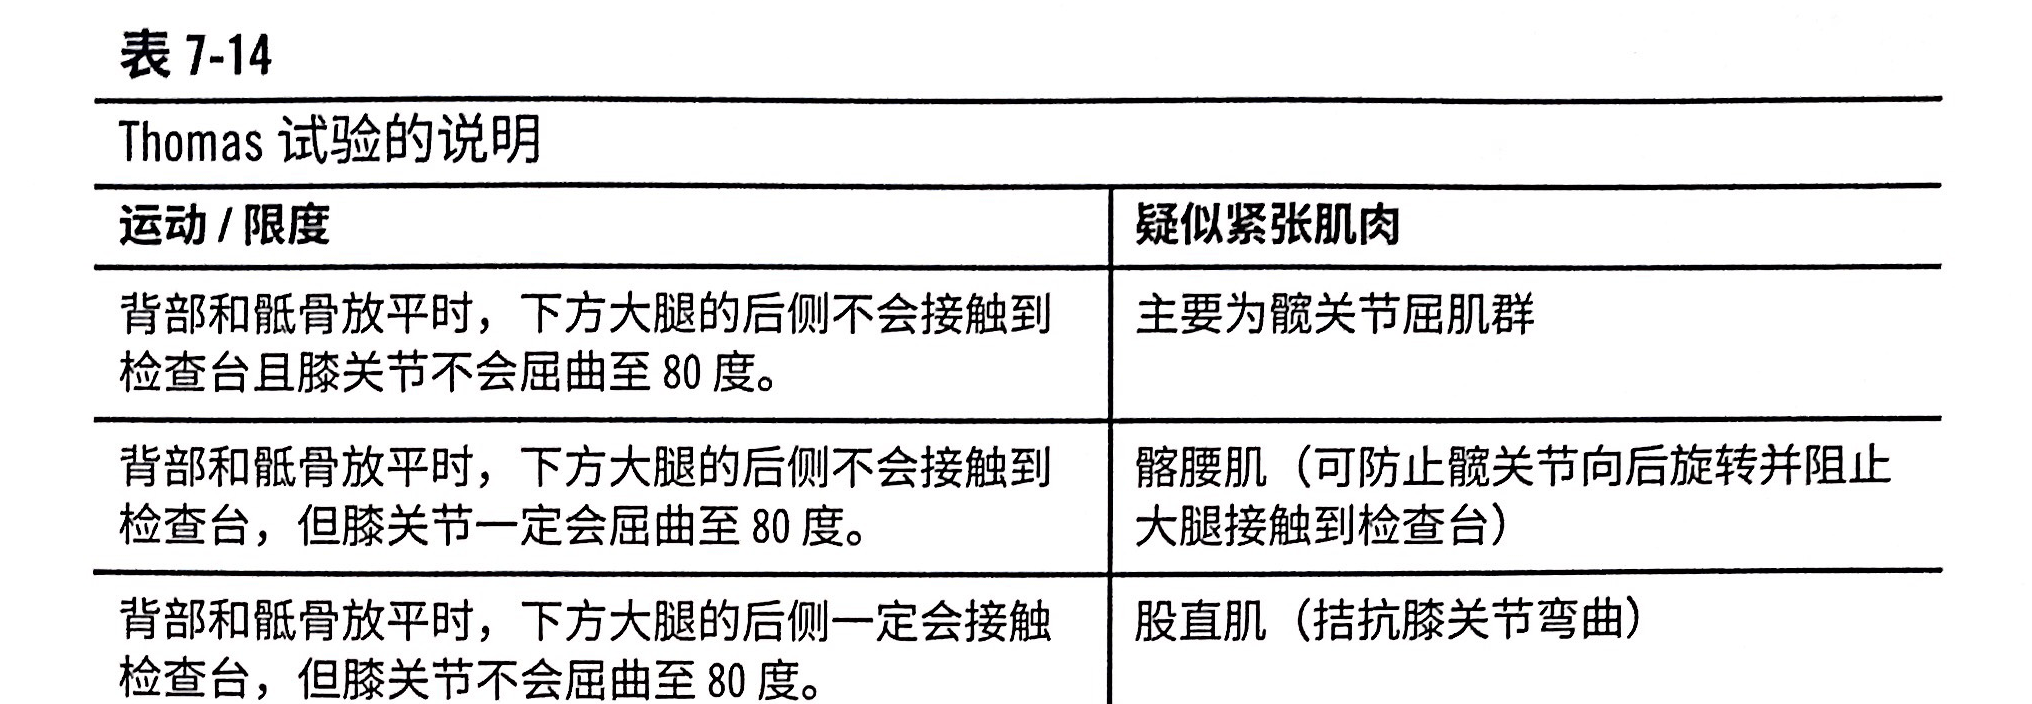 表 7-14
Thomas 试验的说明
运动 / 限度
疑似紧张肌肉
背部和骶骨放平时，下方大腿的后侧不会接触到
检查台且膝关节不会屈曲至 80 度。
主要为髋关节屈肌群
背部和骶骨放平时，下方大腿的后侧不会接触到
检查台，但膝关节一定会屈曲至 80 度。
髂腰肌（可防止髋关节向后旋转并阻止
大腿接触到检查台）
背部和骶骨放平时，下方大腿的后侧一定会接触
检查台，但膝关节不会屈曲至 80 度。
股直肌（拮抗膝关节弯曲）